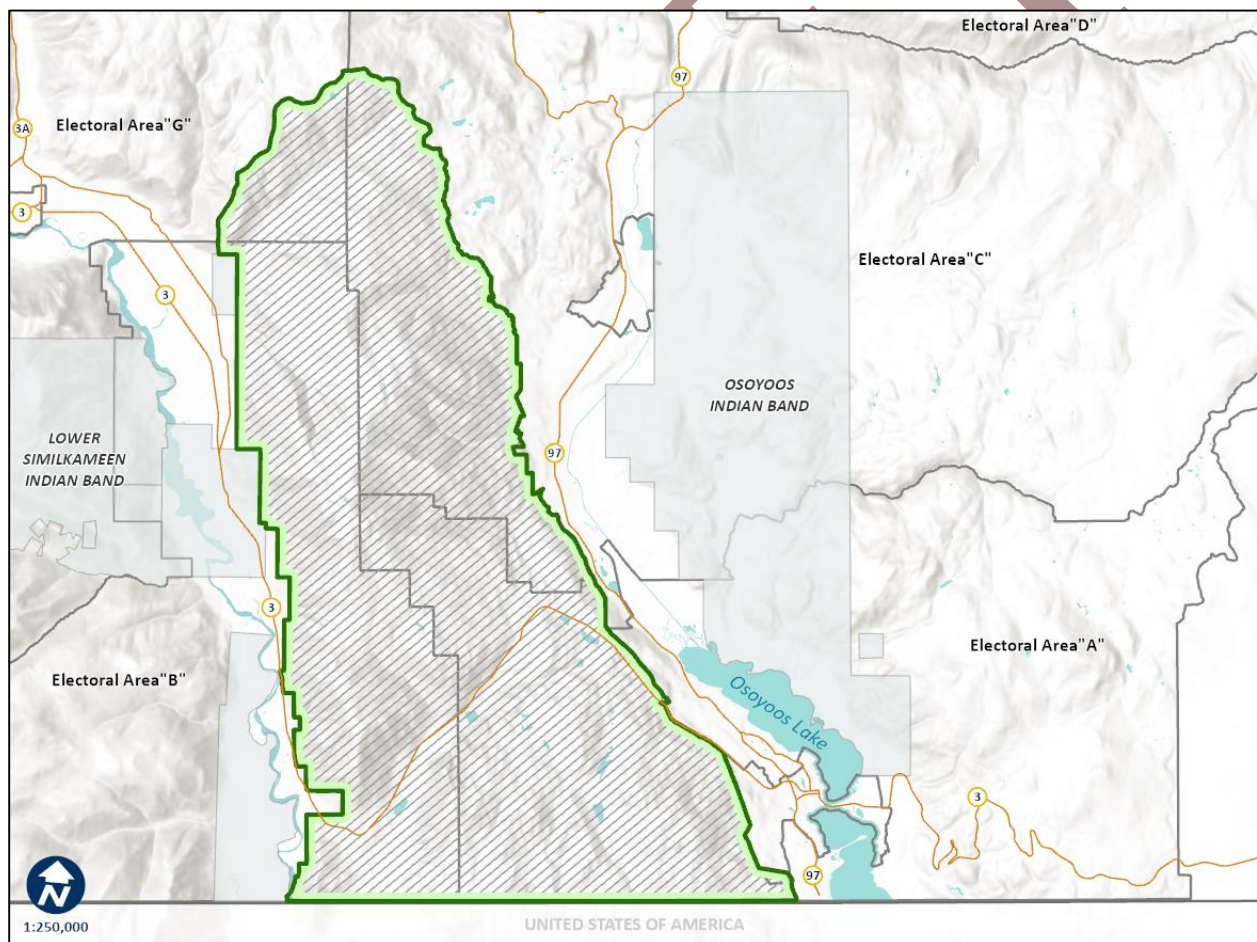 Electoral Area"D"
97
3A
Electoral Area"G"
3
Electoral Area"C"
3
OSOYOOS
INDIAN BAND
LOWER
SIMILKAMEEN
INDIAN BAND
97
3
Electoral Area"A"
Electoral Area"B"
Osoyoos Lake
3
97
N
1:250,000
UNITED STATES OF AMERICA